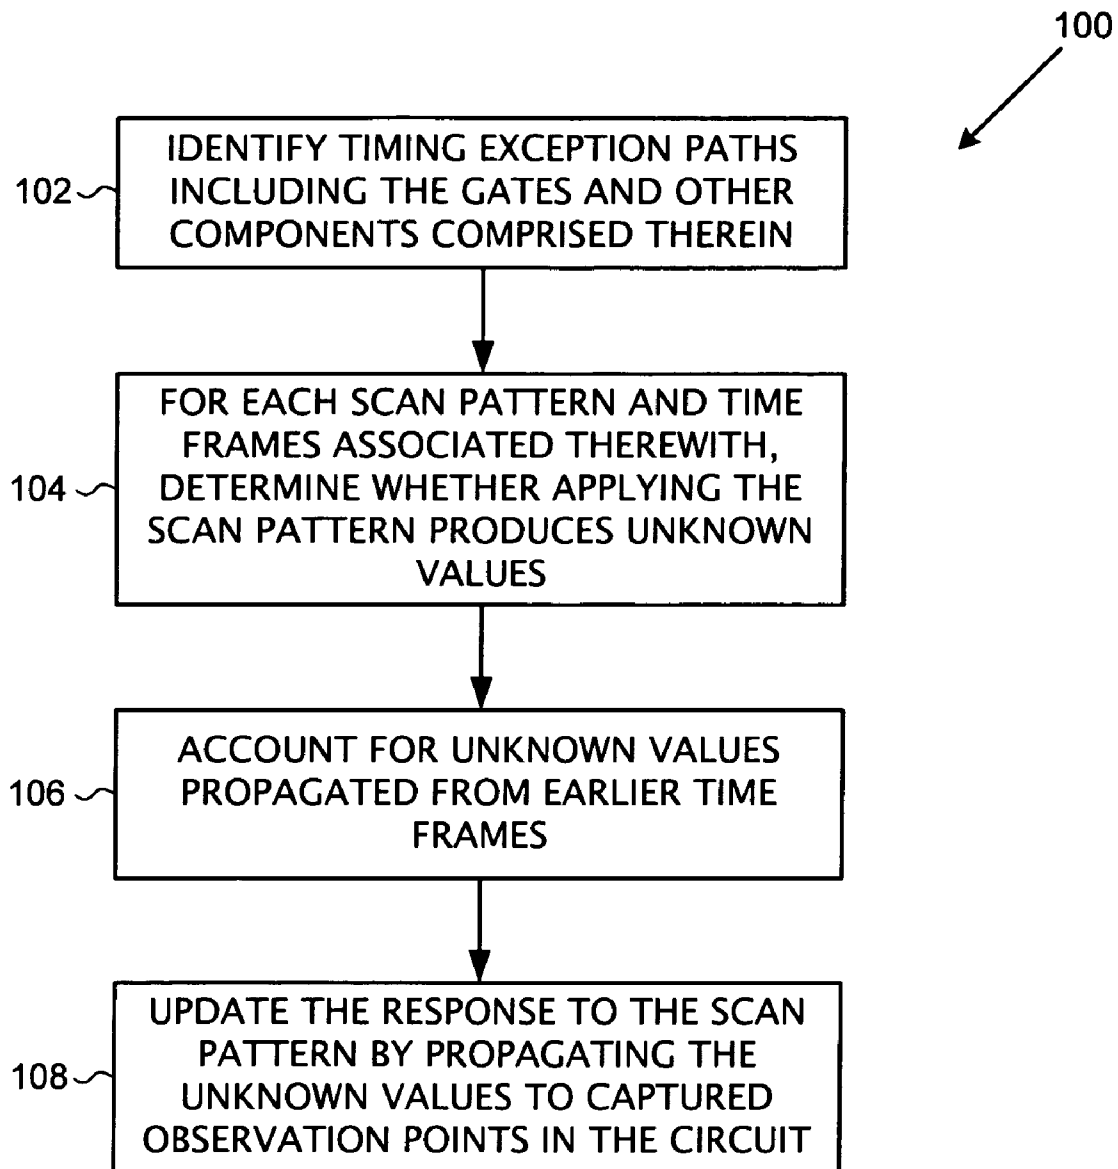 100
IDENTIFY TIMING EXCEPTION PATHS
INCLUDING THE GATES AND OTHER
COMPONENTS COMPRISED THEREIN
102
FOR EACH SCAN PATTERN AND TIME
FRAMES ASSOCIATED THEREWITH,
DETERMINE WHETHER APPLYING THE
SCAN PATTERN PRODUCES UNKNOWN
VALUES
104
ACCOUNT FOR UNKNOWN VALUES
PROPAGATED FROM EARLIER TIME
FRAMES
106
UPDATE THE RESPONSE TO THE SCAN
PATTERN BY PROPAGATING THE
UNKNOWN VALUES TO CAPTURED
OBSERVATION POINTS IN THE CIRCUIT
108